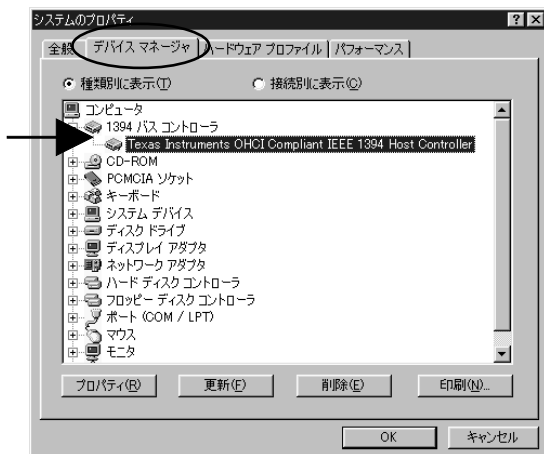 システムのプロパティ
全般 デバイス マネージャ ハードウェア プロファイル パフォーマンス
種類別に表示(T) 接続別に表示(C)
コンピュータ
1394 バス コントローラ
Texas Instruments OHCI Compliant IEEE 1394 Host Controller
CD-ROM
PCMCIA ソケット
キーボード
システム デバイス
ディスク ドライブ
ディスプレイ アダプタ
ネットワーク アダプタ
ハード ディスク コントローラ
フロッピー ディスク コントローラ
ポート (COM / LPT)
マウス
モニタ
プロパティ(R) 更新(F) 削除(E) 印刷(N)...
OK キャンセル